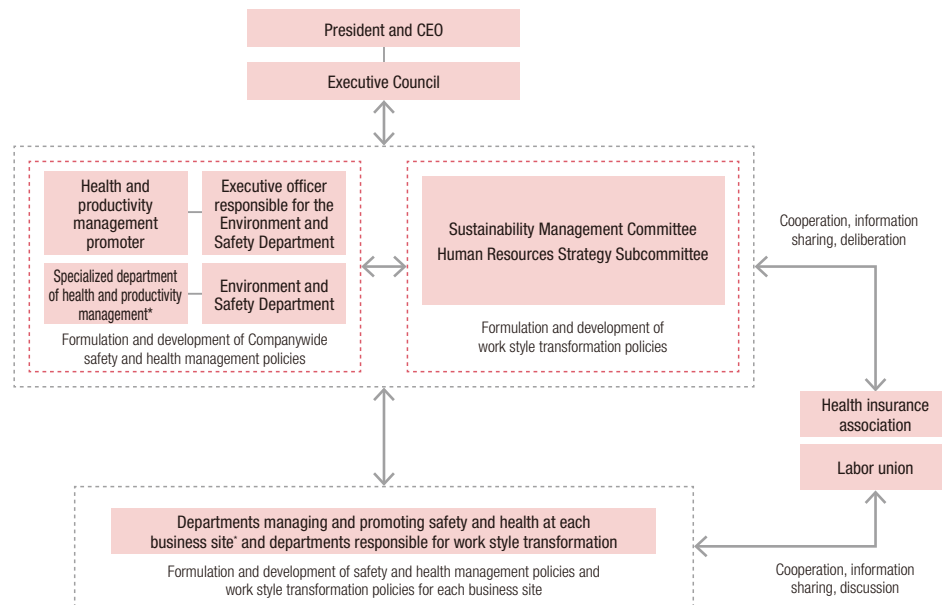 President and CEO
Executive Council
Health and
productivity
management
promoter
Executive officer
responsible for the
Environment and
Safety Department
Specialized department
of health and productivity
management*
Environment and
Safety Department
Formulation and development of Companywide
safety and health management policies
Sustainability Management Committee
Human Resources Strategy Subcommittee
Formulation and development of
work style transformation policies
Cooperation, information
sharing, deliberation
Health insurance
association
Labor union
Departments managing and promoting safety and health at each
business site* and departments responsible for work style transformation
Formulation and development of safety and health management policies and
work style transformation policies for each business site
Cooperation, information
sharing, discussion